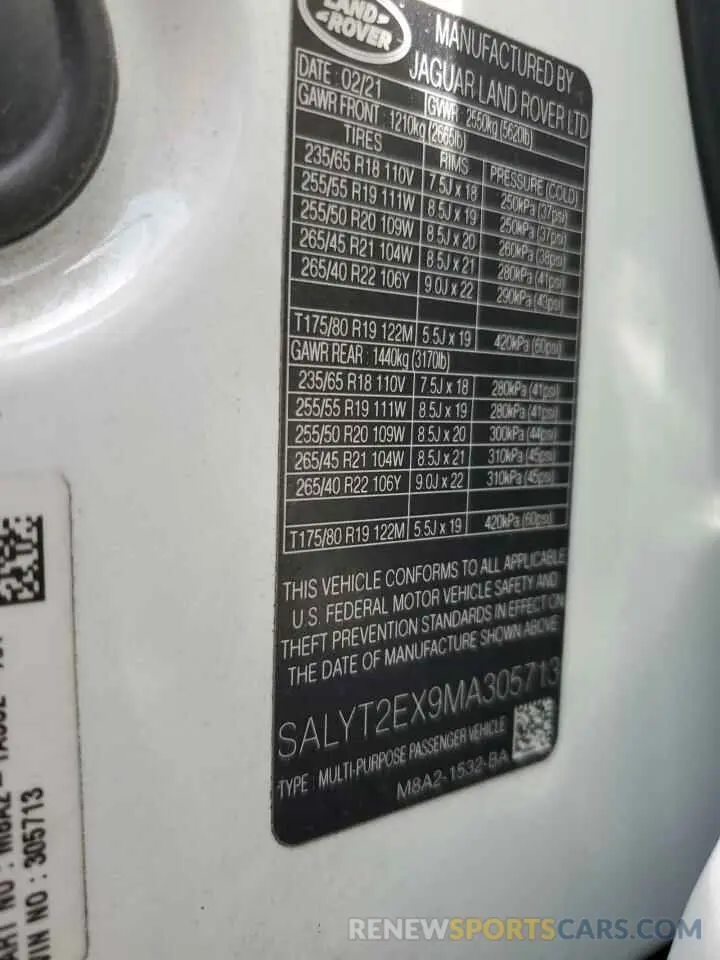 LAND
ROVER
MANUFACTURED BY
JAGUAR LAND ROVER LTD
DATE : 02/21
GVWR : 2550kg (5620lb)
GAWR FRONT : 1210kg (2665lb)
TIRES RIMS PRESSURE (COLD)
235/65 R18 110V 7.5J x 18 250kPa (37psi)
255/55 R19 111W 8.5J x 19 250kPa (37psi)
255/50 R20 109W 8.5J x 20 260kPa (38psi)
265/45 R21 104W 8.5J x 21 280kPa (41psi)
265/40 R22 106Y 9.0J x 22 290kPa (43psi)
T175/80 R19 122M 5.5J x 19 420kPa (60psi)
GAWR REAR : 1440kg (3170lb)
235/65 R18 110V 7.5J x 18 280kPa (41psi)
255/55 R19 111W 8.5J x 19 280kPa (41psi)
255/50 R20 109W 8.5J x 20 300kPa (44psi)
265/45 R21 104W 8.5J x 21 310kPa (45psi)
265/40 R22 106Y 9.0J x 22 310kPa (45psi)
T175/80 R19 122M 5.5J x 19 420kPa (60psi)
THIS VEHICLE CONFORMS TO ALL APPLICABLE
U.S. FEDERAL MOTOR VEHICLE SAFETY AND
THEFT PREVENTION STANDARDS IN EFFECT ON
THE DATE OF MANUFACTURE SHOWN ABOVE
SALYT2EX9MA305713
TYPE : MULTI-PURPOSE PASSENGER VEHICLE
M8A2-1532-BA
VIN NO : 305713
RENEWSPORTSCARS.COM